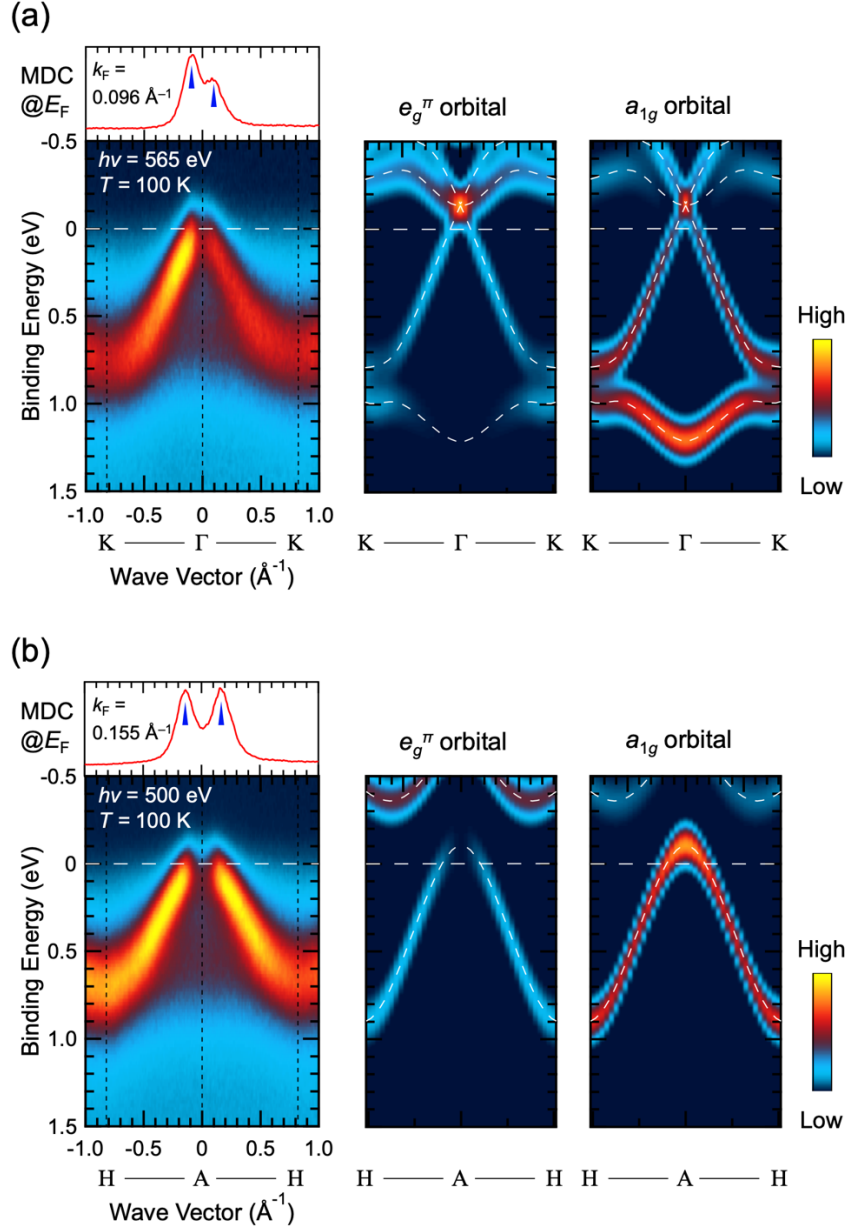 (a)
MDC
@EF
kF =
0.096 Å⁻¹
eg^π orbital
a1g orbital
-0.5
0
0.5
1.0
1.5
Binding Energy (eV)
hν = 565 eV
T = 100 K
High
Low
-1.0 -0.5 0 0.5 1.0
K Γ K
K Γ K
K Γ K
Wave Vector (Å⁻¹)
(b)
MDC
@EF
kF =
0.155 Å⁻¹
eg^π orbital
a1g orbital
-0.5
0
0.5
1.0
1.5
Binding Energy (eV)
hν = 500 eV
T = 100 K
High
Low
-1.0 -0.5 0 0.5 1.0
H A H
H A H
H A H
Wave Vector (Å⁻¹)